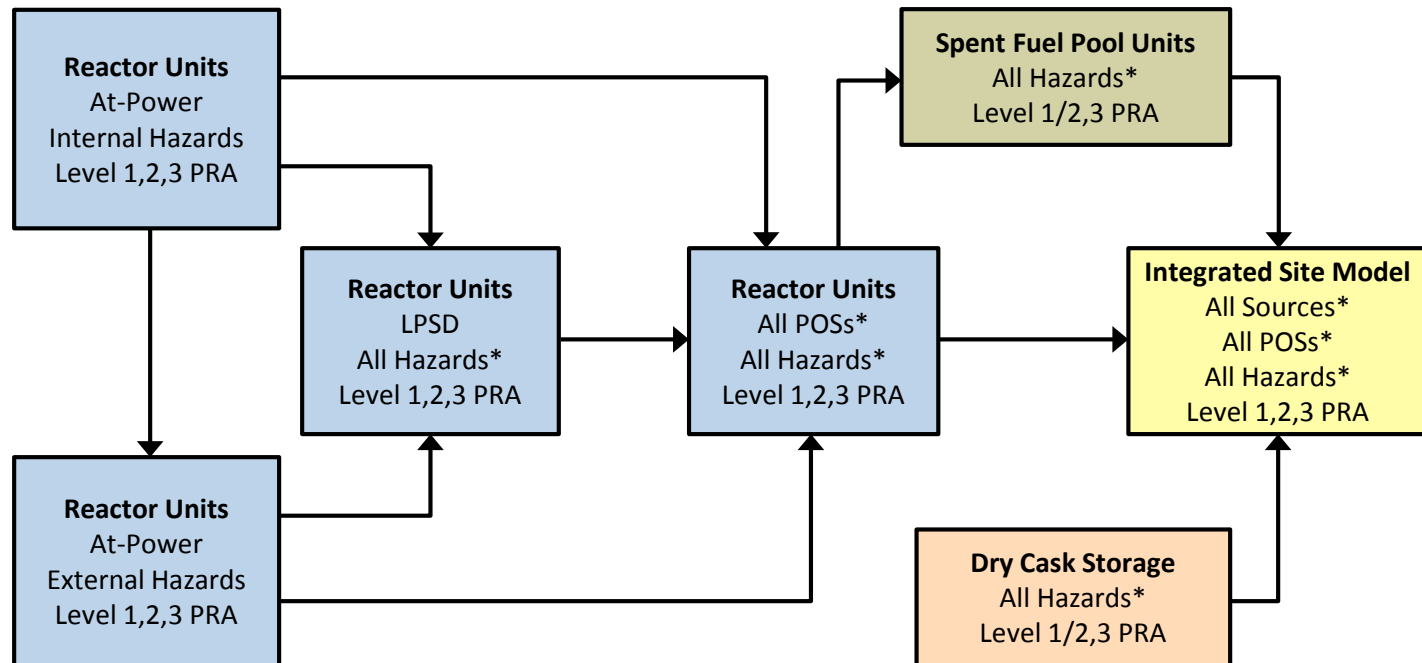 Reactor Units
At-Power
Internal Hazards
Level 1,2,3 PRA
Spent Fuel Pool Units
All Hazards*
Level 1/2,3 PRA
Reactor Units
LPSD
All Hazards*
Level 1,2,3 PRA
Reactor Units
All POSs*
All Hazards*
Level 1,2,3 PRA
Integrated Site Model
All Sources*
All POSs*
All Hazards*
Level 1,2,3 PRA
Reactor Units
At-Power
External Hazards
Level 1,2,3 PRA
Dry Cask Storage
All Hazards*
Level 1/2,3 PRA